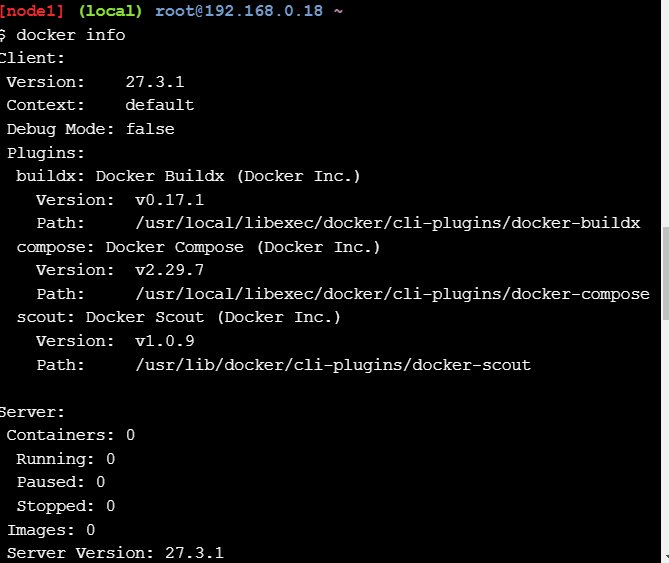 [node1] (local) root@192.168.0.18 ~
$ docker info
Client:
 Version:    27.3.1
 Context:    default
 Debug Mode: false
 Plugins:
  buildx: Docker Buildx (Docker Inc.)
    Version:  v0.17.1
    Path:     /usr/local/libexec/docker/cli-plugins/docker-buildx
  compose: Docker Compose (Docker Inc.)
    Version:  v2.29.7
    Path:     /usr/local/libexec/docker/cli-plugins/docker-compose
  scout: Docker Scout (Docker Inc.)
    Version:  v1.0.9
    Path:     /usr/lib/docker/cli-plugins/docker-scout

Server:
 Containers: 0
  Running: 0
  Paused: 0
  Stopped: 0
 Images: 0
 Server Version: 27.3.1